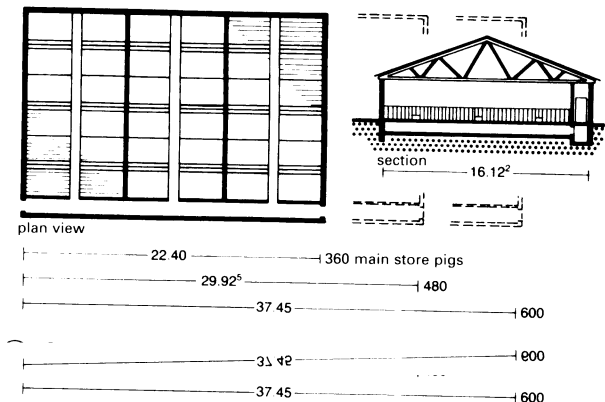 section
16.12²
plan view
22.40 360 main store pigs
29.92⁵ 480
37.45 600
37.45 600
37.45 600